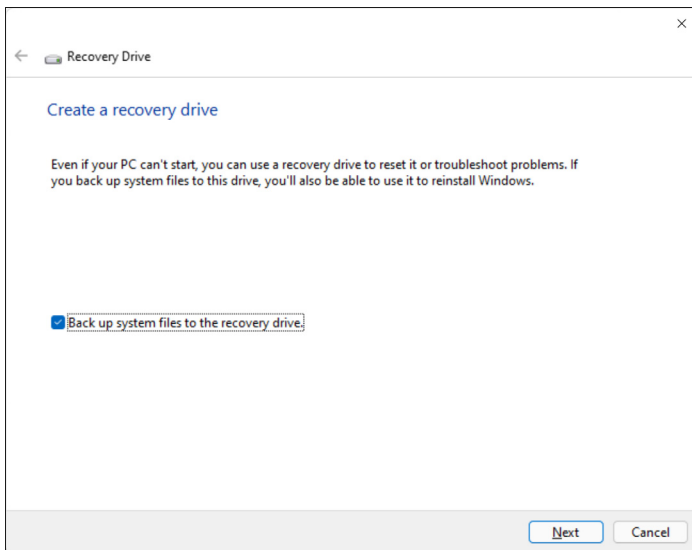 Recovery Drive
Create a recovery drive
Even if your PC can't start, you can use a recovery drive to reset it or troubleshoot problems. If
you back up system files to this drive, you'll also be able to use it to reinstall Windows.
Back up system files to the recovery drive.
Next
Cancel